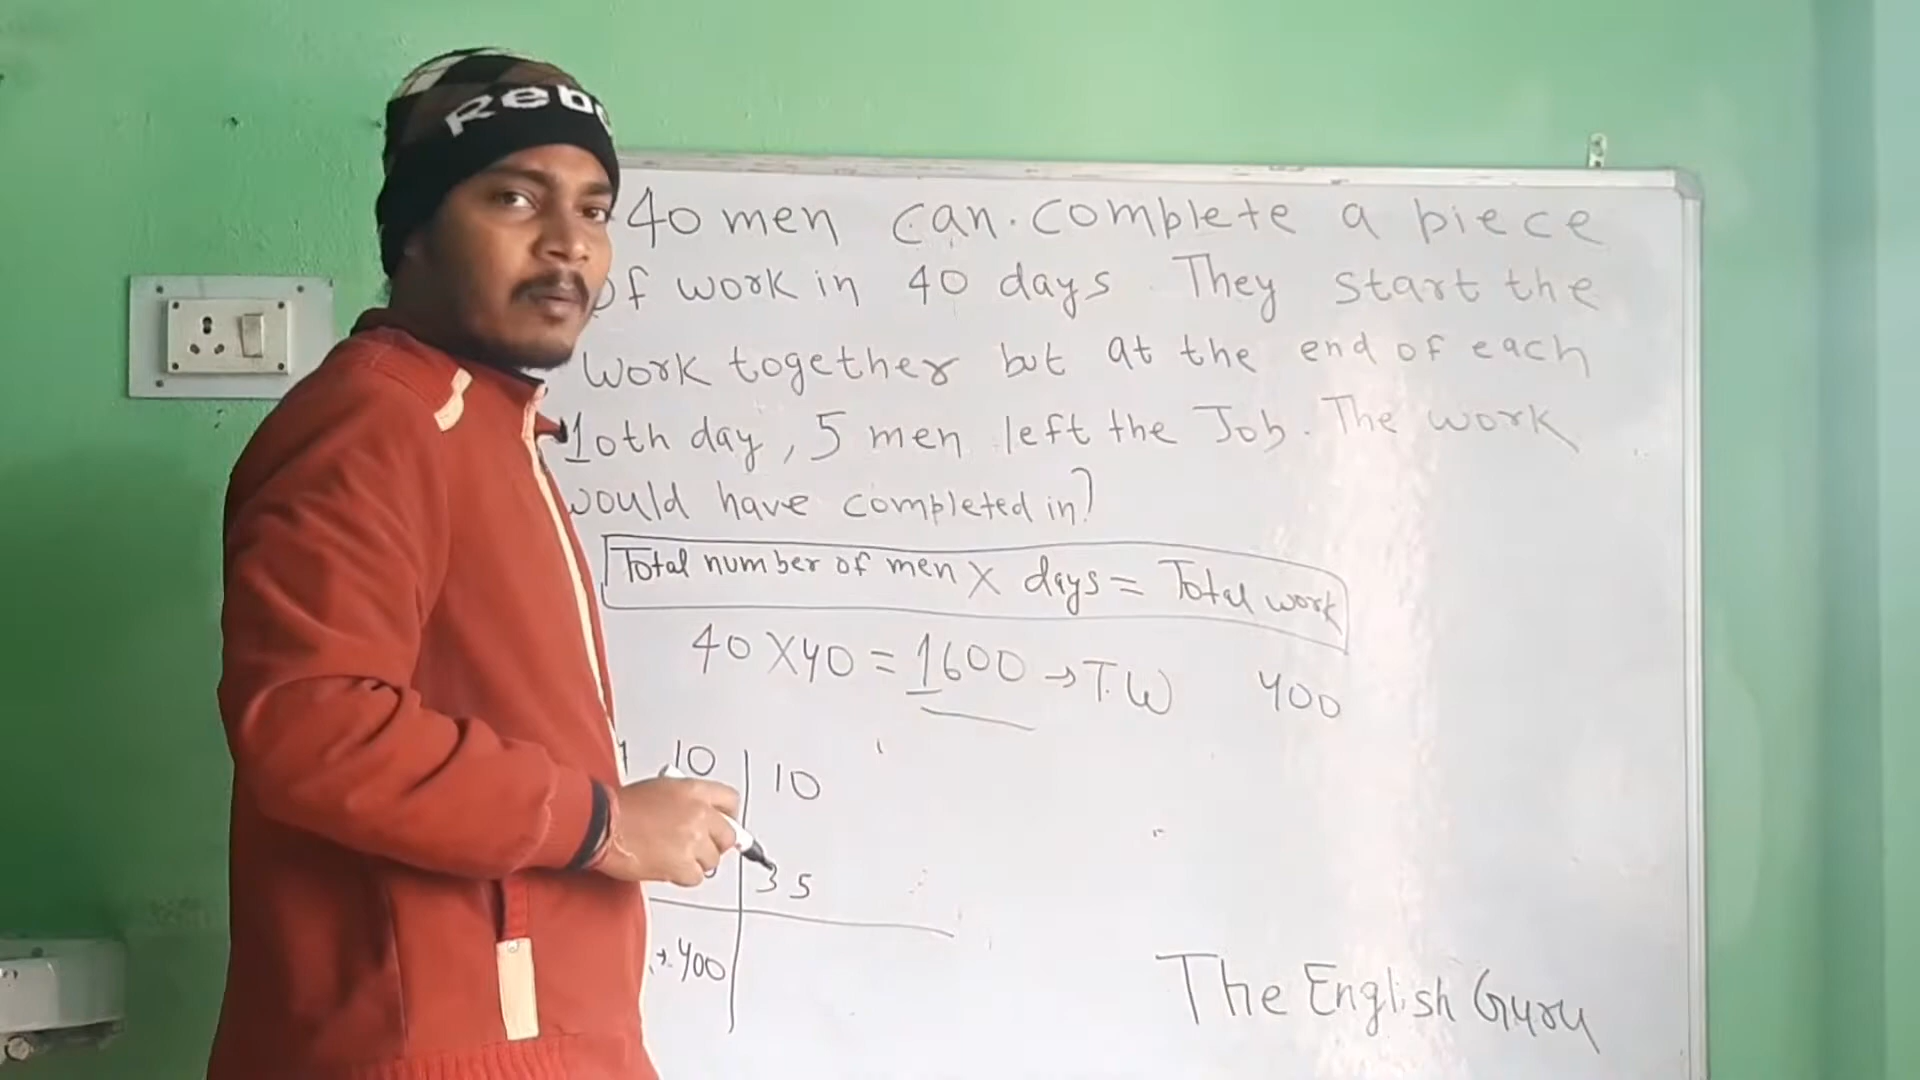 Reeb
40 men can complete a piece
of work in 40 days. They start the
work together but at the end of each
10th day, 5 men left the Job. The work
would have completed in?
Total number of men X days = Total work
40 X 40 = 1600 → T.W 400
10 10
35
400
The English Guru